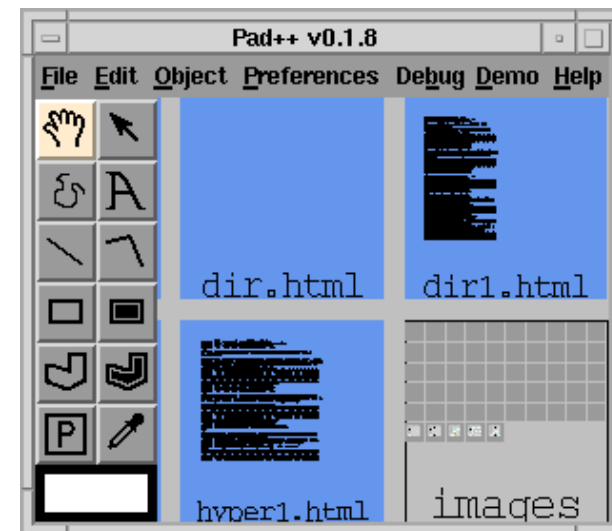 Pad++ v0.1.8
File Edit Object Preferences Debug Demo Help
A
P
dir.html dir1.html
hyper1.html images